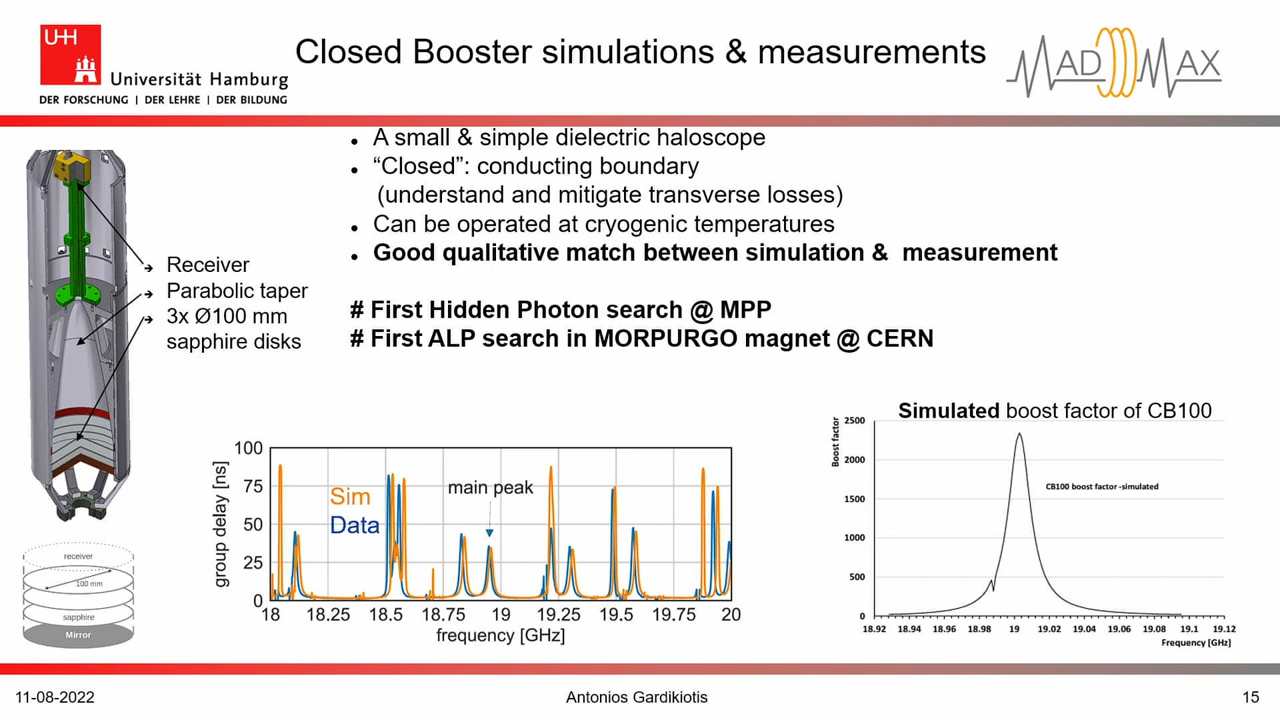 UHH
Universität Hamburg
DER FORSCHUNG | DER LEHRE | DER BILDUNG
Closed Booster simulations & measurements
MAD MAX
• A small & simple dielectric haloscope
• “Closed”: conducting boundary
(understand and mitigate transverse losses)
• Can be operated at cryogenic temperatures
• Good qualitative match between simulation & measurement
# First Hidden Photon search @ MPP
# First ALP search in MORPURGO magnet @ CERN
Receiver
Parabolic taper
3x Ø100 mm
sapphire disks
receiver
100 mm
sapphire
Mirror
group delay [ns]
100
75
50
25
0
Sim
Data
main peak
18 18.25 18.5 18.75 19 19.25 19.5 19.75 20
frequency [GHz]
Simulated boost factor of CB100
Boost factor
2500
2000
1500
1000
500
0
CB100 boost factor -simulated
18.92 18.94 18.96 18.98 19 19.02 19.04 19.06 19.08 19.1 19.12
Frequency [GHz]
11-08-2022
Antonios Gardikiotis
15